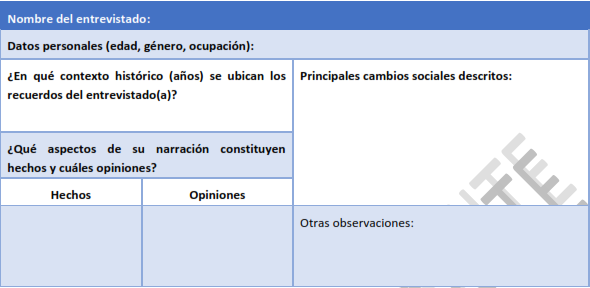 Nombre del entrevistado:
Datos personales (edad, género, ocupación):
¿En qué contexto histórico (años) se ubican los
recuerdos del entrevistado(a)?
Principales cambios sociales descritos:
¿Qué aspectos de su narración constituyen
hechos y cuáles opiniones?
Hechos
Opiniones
Otras observaciones: